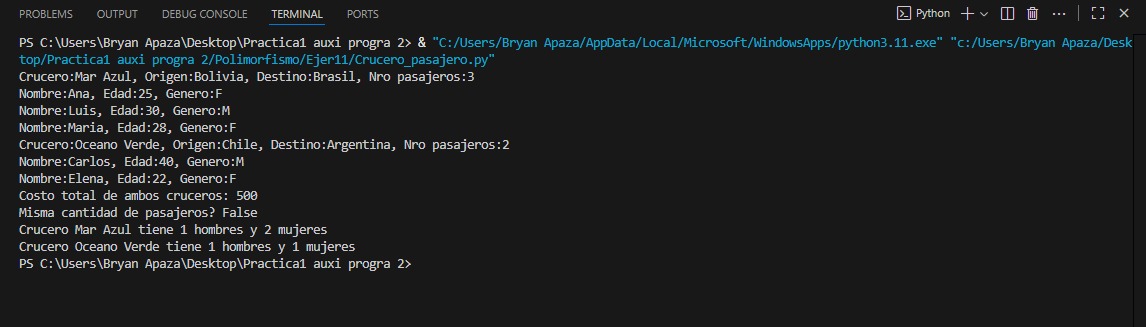 PROBLEMS OUTPUT DEBUG CONSOLE TERMINAL PORTS Python
PS C:\Users\Bryan Apaza\Desktop\Practica1 auxi progra 2> & "C:/Users/Bryan Apaza/AppData/Local/Microsoft/WindowsApps/python3.11.exe" "c:/Users/Bryan Apaza/Desk
top/Practica1 auxi progra 2/Polimorfismo/Ejer11/Crucero_pasajero.py"
Crucero:Mar Azul, Origen:Bolivia, Destino:Brasil, Nro pasajeros:3
Nombre:Ana, Edad:25, Genero:F
Nombre:Luis, Edad:30, Genero:M
Nombre:Maria, Edad:28, Genero:F
Crucero:Oceano Verde, Origen:Chile, Destino:Argentina, Nro pasajeros:2
Nombre:Carlos, Edad:40, Genero:M
Nombre:Elena, Edad:22, Genero:F
Costo total de ambos cruceros: 500
Misma cantidad de pasajeros? False
Crucero Mar Azul tiene 1 hombres y 2 mujeres
Crucero Oceano Verde tiene 1 hombres y 1 mujeres
PS C:\Users\Bryan Apaza\Desktop\Practica1 auxi progra 2>